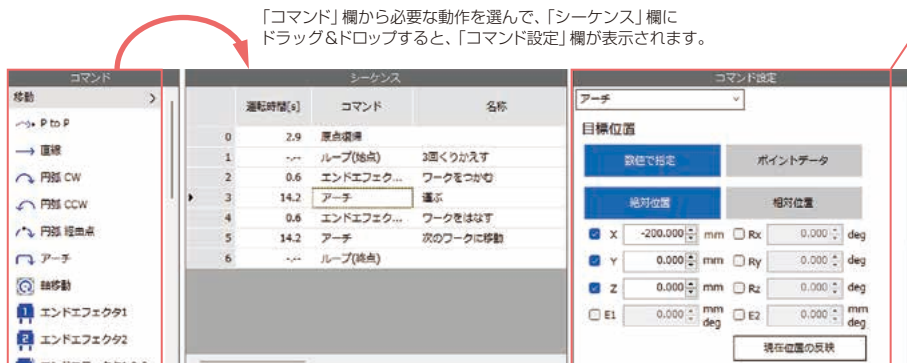 「コマンド」欄から必要な動作を選んで、「シーケンス」欄に
ドラッグ&ドロップすると、「コマンド設定」欄が表示されます。
コマンド
移動 >
P to P
直線
円弧 CW
円弧 CCW
円弧 経由点
アーチ
軸移動
1 エンドエフェクタ1
2 エンドエフェクタ2
シーケンス
運転時間[s] コマンド 名称
0 2.9 原点復帰
1 -.-- ループ(始点) 3回くりかえす
2 0.6 エンドエフェク... ワークをつかむ
3 14.2 アーチ 運ぶ
4 0.6 エンドエフェク... ワークをはなす
5 14.2 アーチ 次のワークに移動
6 -.-- ループ(終点)
コマンド設定
アーチ
目標位置
数値で指定 ポイントデータ
絶対位置 相対位置
X -200.000 mm Rx 0.000 deg
Y 0.000 mm Ry 0.000 deg
Z 0.000 mm Rz 0.000 deg
E1 0.000 mm deg E2 0.000 mm deg
現在位置の反映